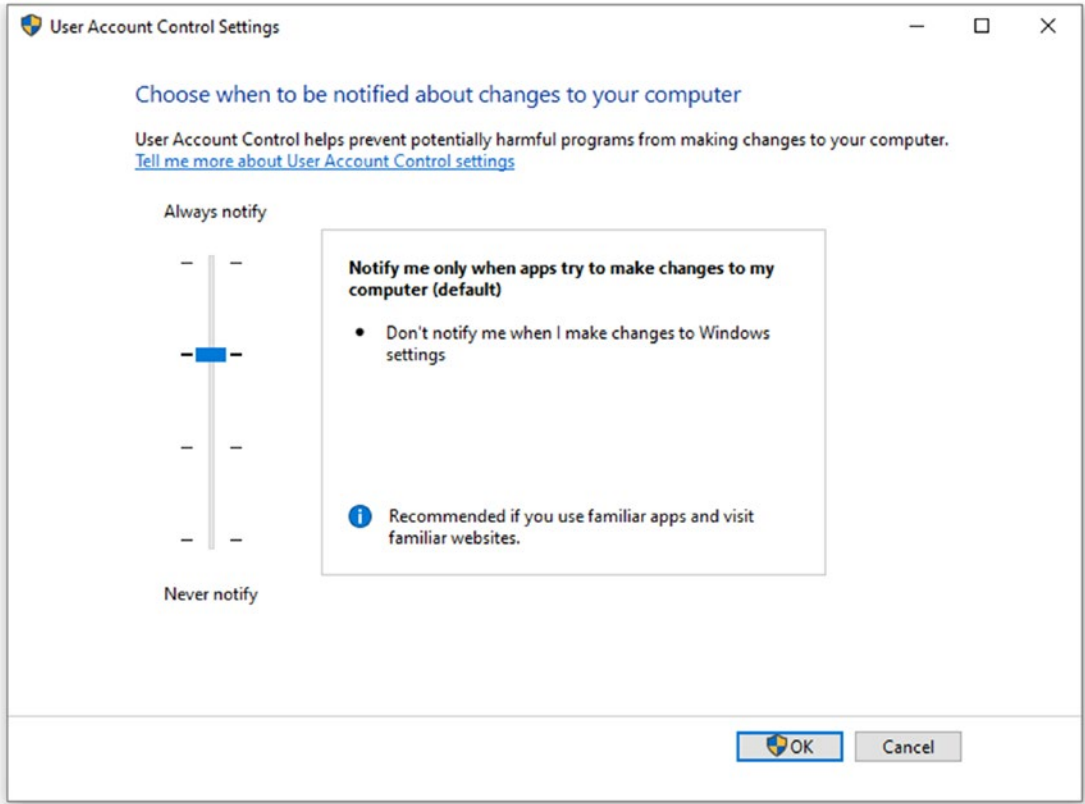 User Account Control Settings
Choose when to be notified about changes to your computer
User Account Control helps prevent potentially harmful programs from making changes to your computer.
Tell me more about User Account Control settings
Always notify
Notify me only when apps try to make changes to my
computer (default)
• Don't notify me when I make changes to Windows
settings
Recommended if you use familiar apps and visit
familiar websites.
Never notify
OK
Cancel